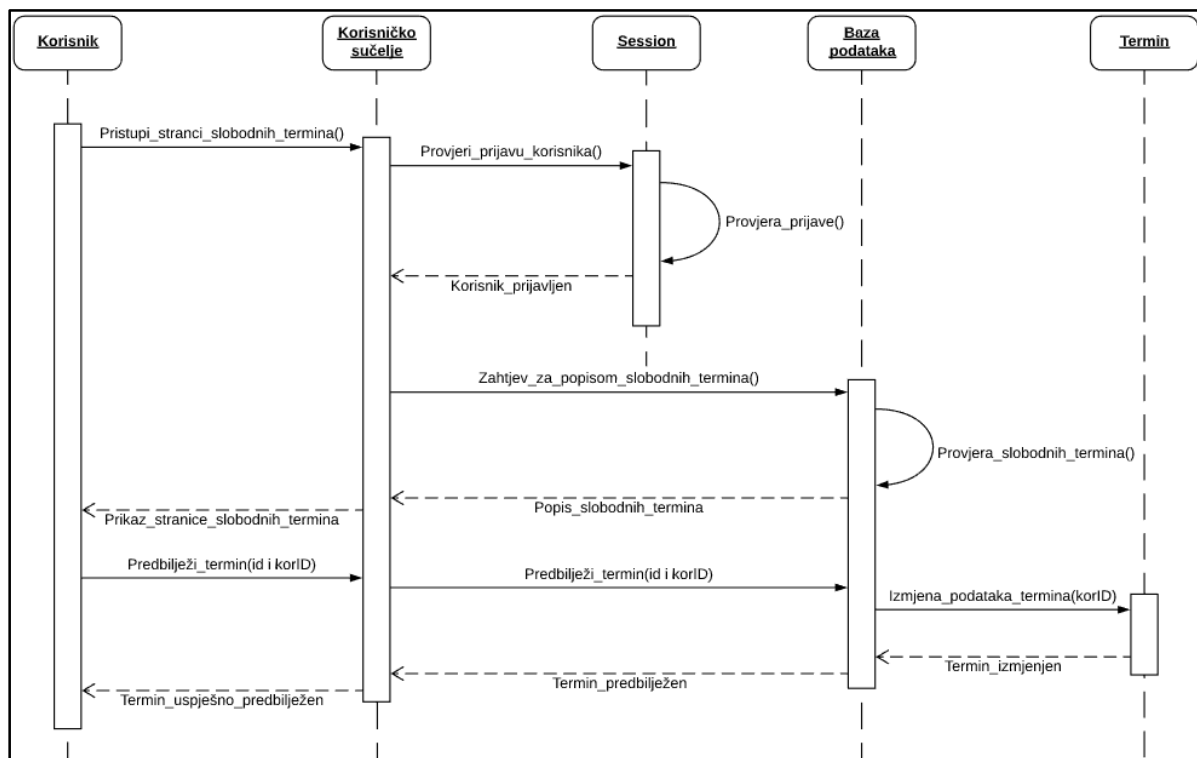 Korisnik
Korisničko
sučelje
Session
Baza
podataka
Termin
Pristupi_stranci_slobodnih_termina()
Provjeri_prijavu_korisnika()
Provjera_prijave()
Korisnik_prijavljen
Zahtjev_za_popisom_slobodnih_termina()
Provjera_slobodnih_termina()
Popis_slobodnih_termina
Prikaz_stranice_slobodnih_termina
Predbilježi_termin(id i korID)
Predbilježi_termin(id i korID)
Izmjena_podataka_termina(korID)
Termin_izmjenjen
Termin_predbilježen
Termin_uspješno_predbilježen